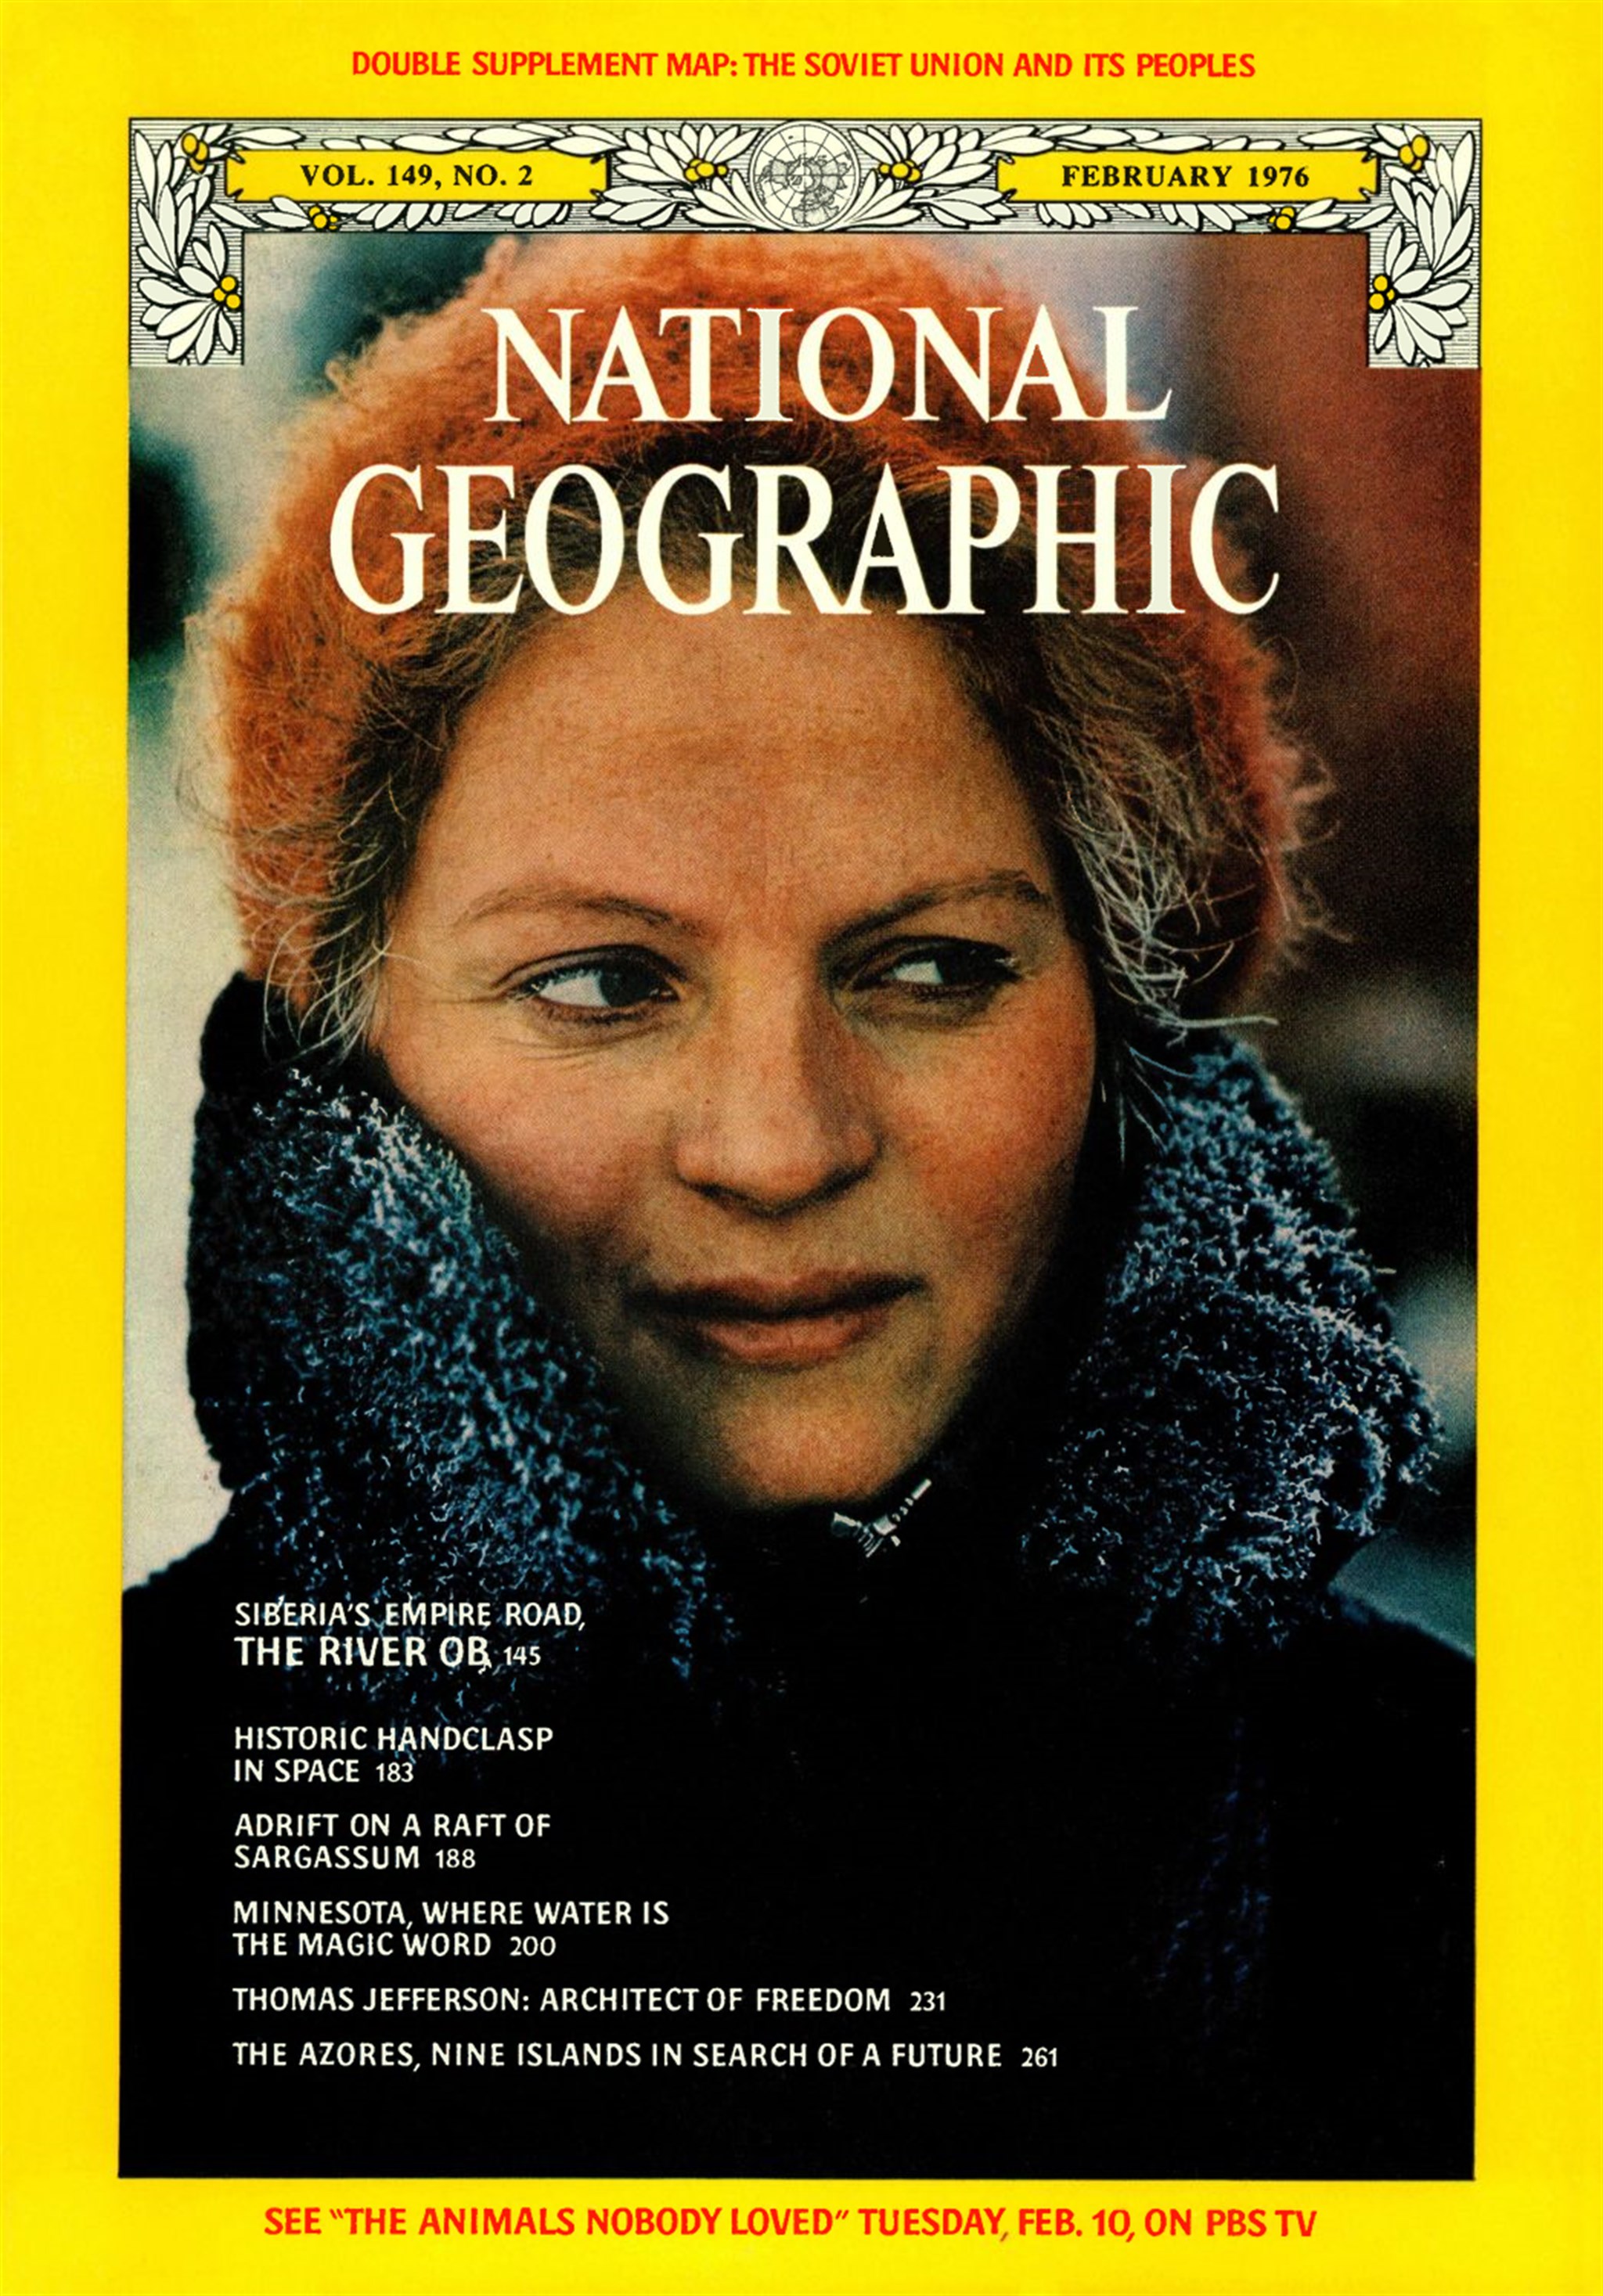 DOUBLE SUPPLEMENT MAP: THE SOVIET UNION AND ITS PEOPLES
VOL. 149, NO. 2
FEBRUARY 1976
NATIONAL
GEOGRAPHIC
SIBERIA'S EMPIRE ROAD,
THE RIVER OB 145
HISTORIC HANDCLASP
IN SPACE 183
ADRIFT ON A RAFT OF
SARGASSUM 188
MINNESOTA, WHERE WATER IS
THE MAGIC WORD 200
THOMAS JEFFERSON: ARCHITECT OF FREEDOM 231
THE AZORES, NINE ISLANDS IN SEARCH OF A FUTURE 261
SEE "THE ANIMALS NOBODY LOVED" TUESDAY, FEB. 10, ON PBS TV